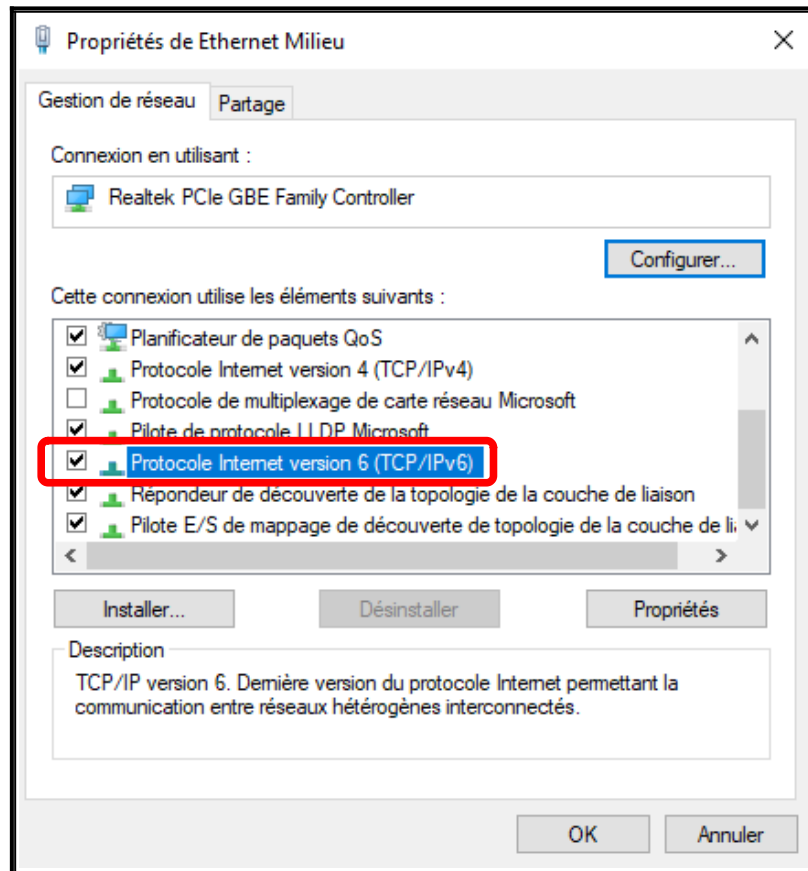 Propriétés de Ethernet Milieu
Gestion de réseau
Partage
Connexion en utilisant :
Realtek PCIe GBE Family Controller
Configurer...
Cette connexion utilise les éléments suivants :
Planificateur de paquets QoS
Protocole Internet version 4 (TCP/IPv4)
Protocole de multiplexage de carte réseau Microsoft
Pilote de protocole LLDP Microsoft
Protocole Internet version 6 (TCP/IPv6)
Répondeur de découverte de la topologie de la couche de liaison
Pilote E/S de mappage de découverte de topologie de la couche de li
Installer...
Désinstaller
Propriétés
Description
TCP/IP version 6. Dernière version du protocole Internet permettant la
communication entre réseaux hétérogènes interconnectés.
OK
Annuler